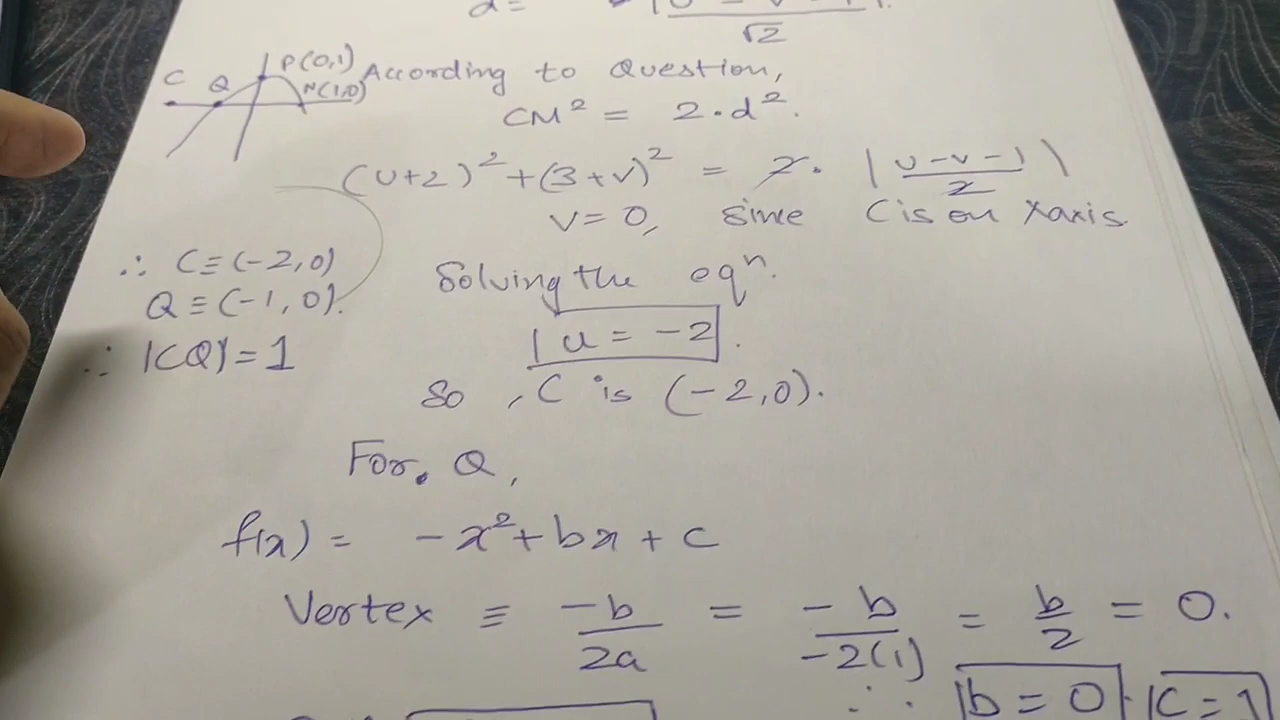 d = |u - v - 1|
√2
P(0,1)
C Q N(1,0)
According to Question,
CM² = 2·d².
(u+2)² + (3+v)² = 2· |u-v-1|
2
v = 0, since C is on X axis
∴ C ≡ (-2,0)
Q ≡ (-1,0).
∴ |CQ| = 1
Solving the eqⁿ.
u = -2.
So, C is (-2,0).
For. Q,
f(x) = -x² + bx + c
Vertex ≡ -b/2a = -b/-2(1) = b/2 = 0.
∴ b = 0. c = 1